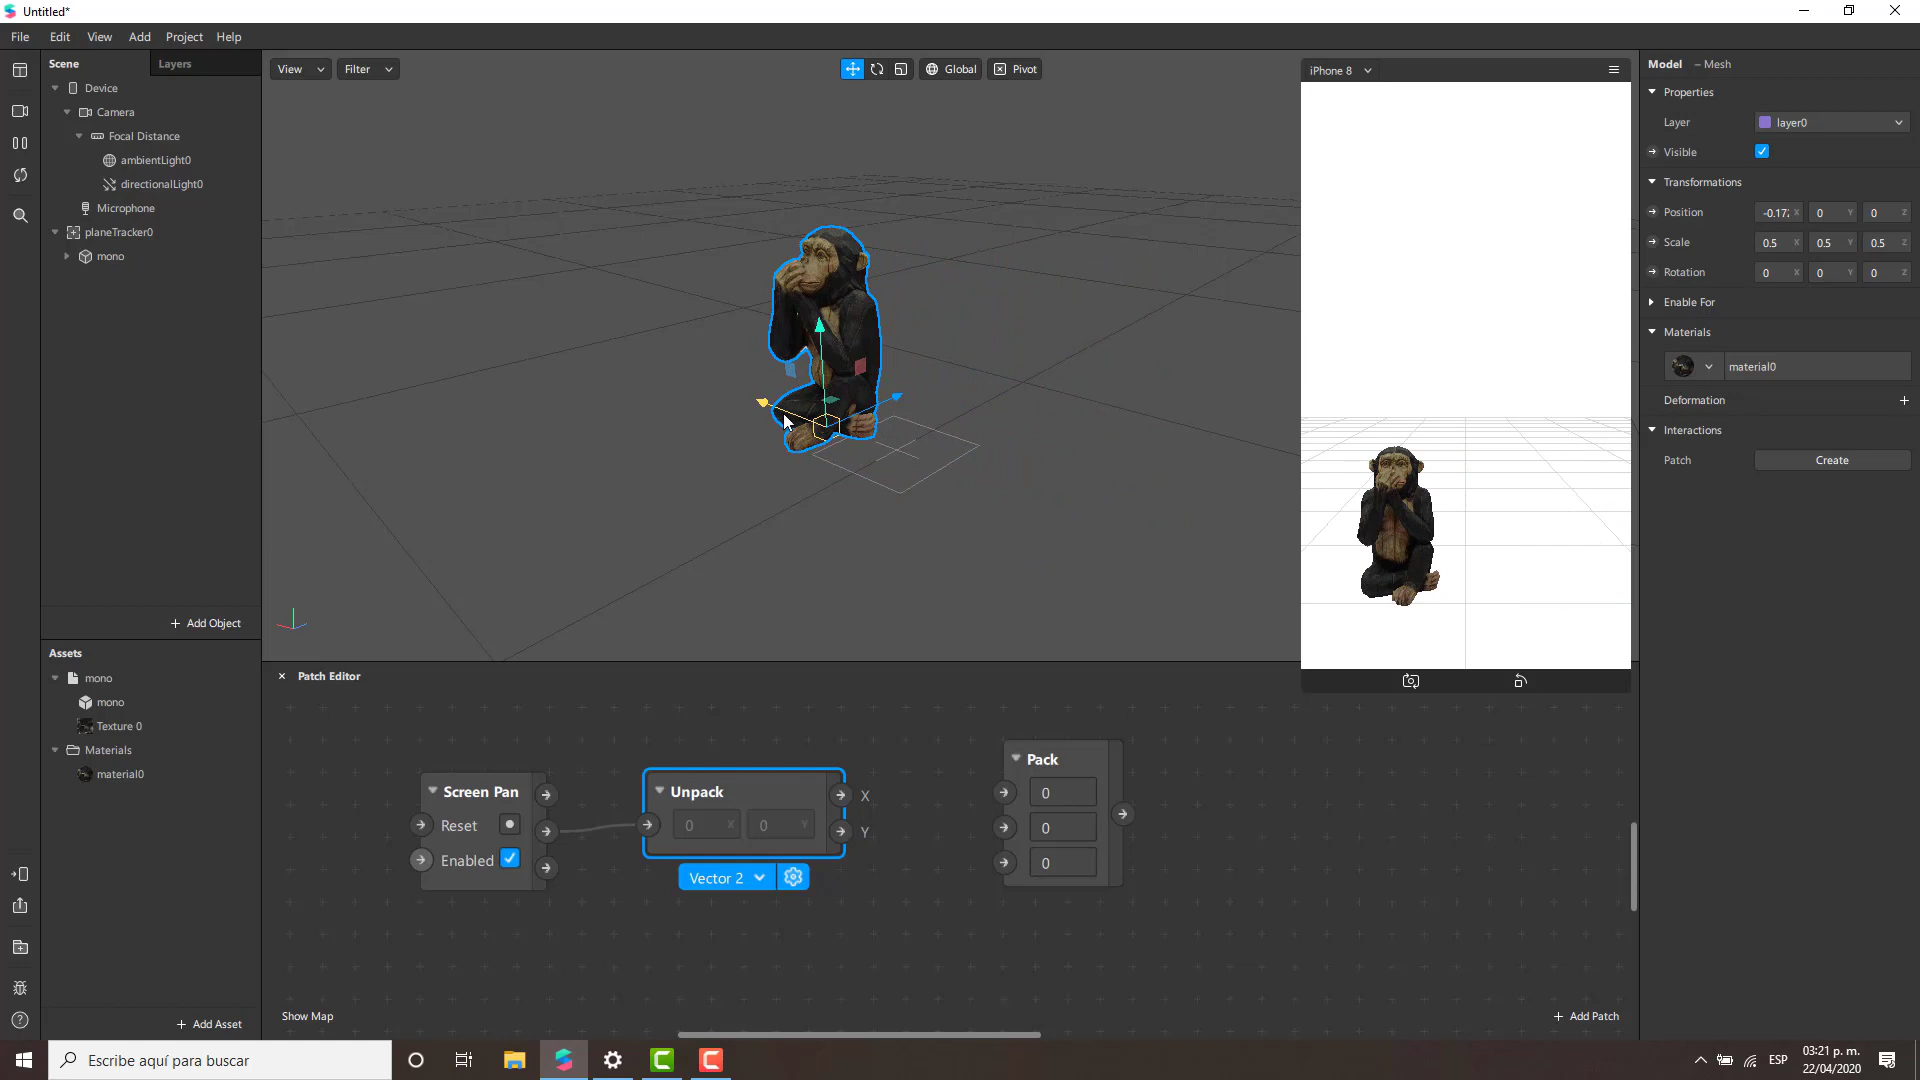 Untitled*
File Edit View Add Project Help
Scene Layers
Device
Camera
Focal Distance
ambientLight0
directionalLight0
Microphone
planeTracker0
mono
+ Add Object
Assets
mono
mono
Texture 0
Materials
material0
+ Add Asset
View Filter Global Pivot
iPhone 8
Model – Mesh
Properties
Layer layer0
Visible
Transformations
Position -0.17 X 0 Y 0 Z
Scale 0.5 X 0.5 Y 0.5 Z
Rotation 0 X 0 Y 0 Z
Enable For
Materials
material0
Deformation +
Interactions
Patch Create
× Patch Editor
Screen Pan
Reset
Enabled
Unpack X
0 X 0 Y Y
Vector 2
Pack
0
0
0
Show Map + Add Patch
Escribe aquí para buscar
ESP
03:21 p. m.
22/04/2020